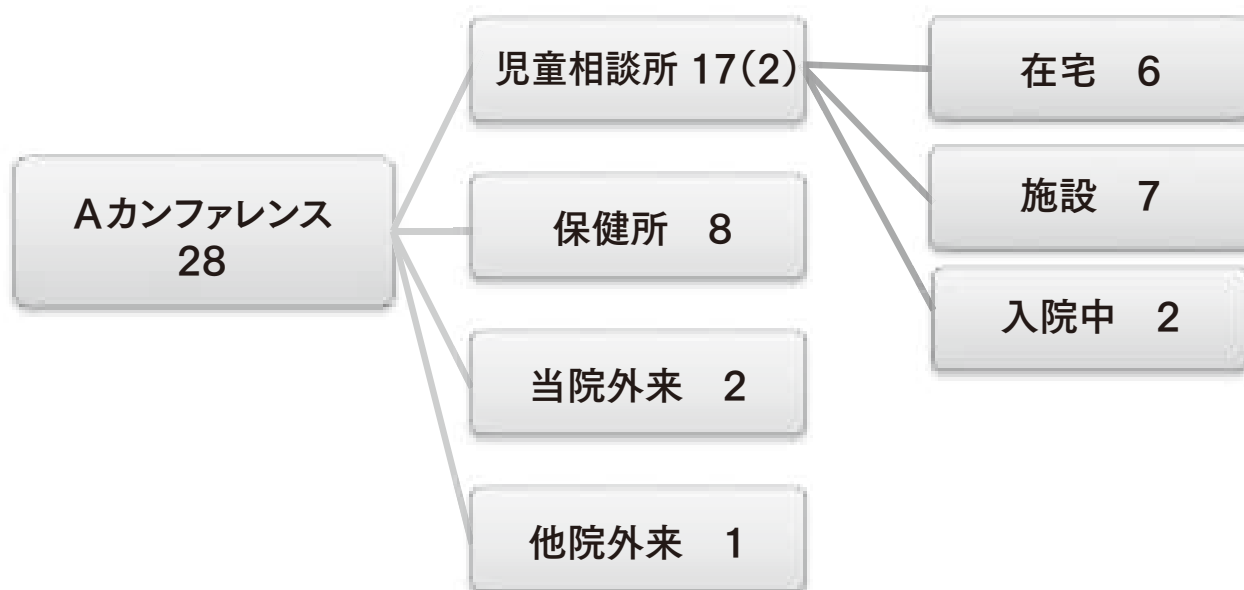 Aカンファレンス
28
児童相談所 17(2)
保健所 8
当院外来 2
他院外来 1
在宅 6
施設 7
入院中 2